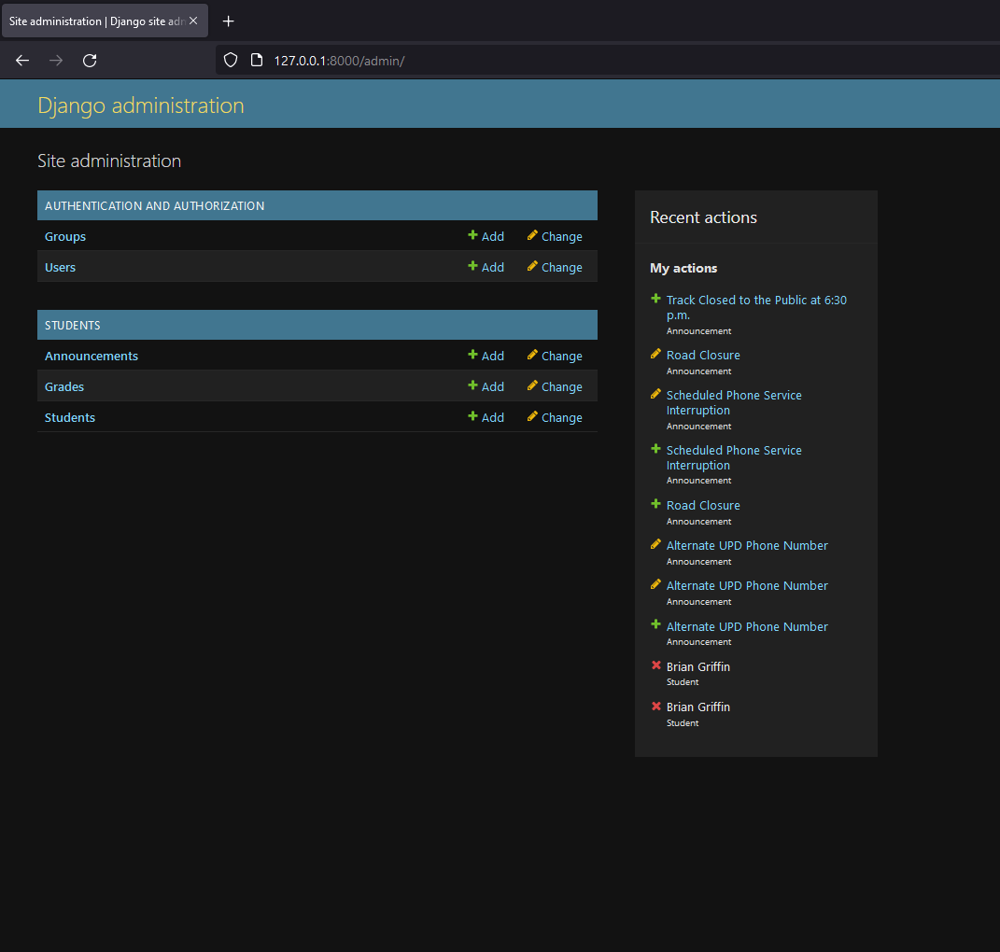 Site administration | Django site adn
127.0.0.1:8000/admin/
Django administration
Site administration
AUTHENTICATION AND AUTHORIZATION
Groups Add Change
Users Add Change
STUDENTS
Announcements Add Change
Grades Add Change
Students Add Change
Recent actions
My actions
Track Closed to the Public at 6:30
p.m.
Announcement
Road Closure
Announcement
Scheduled Phone Service
Interruption
Announcement
Scheduled Phone Service
Interruption
Announcement
Road Closure
Announcement
Alternate UPD Phone Number
Announcement
Alternate UPD Phone Number
Announcement
Alternate UPD Phone Number
Announcement
Brian Griffin
Student
Brian Griffin
Student